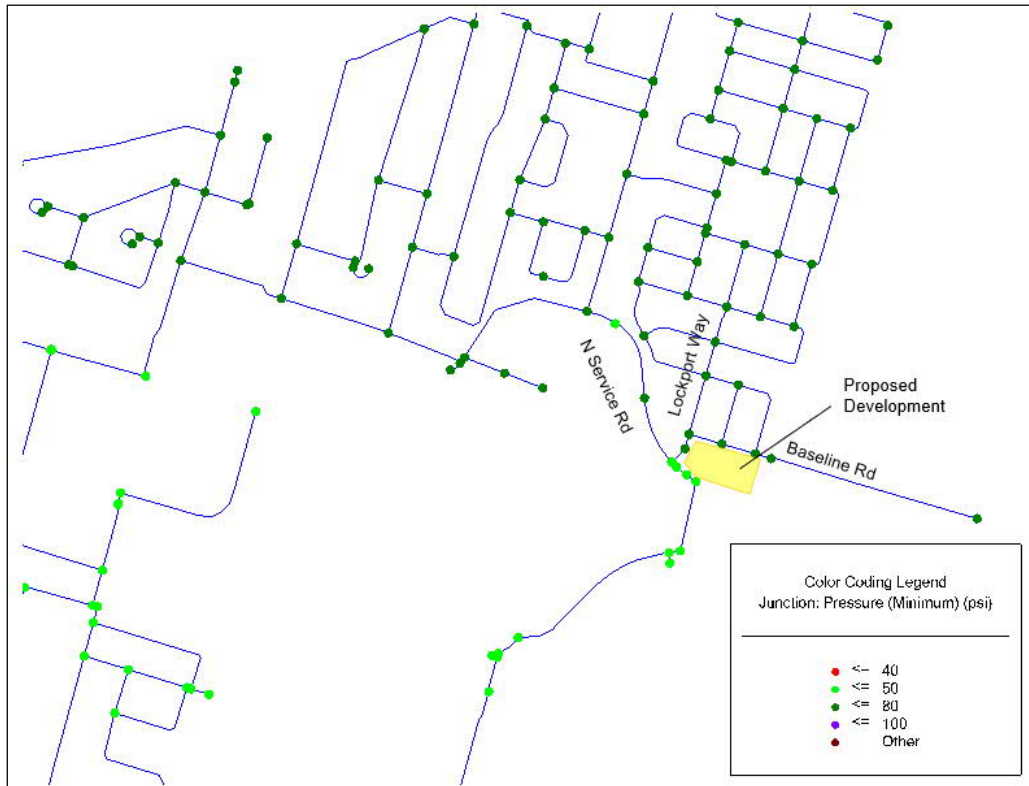 N Service Rd
Lockport Way
Proposed
Development
Baseline Rd
Color Coding Legend
Junction: Pressure (Minimum) (psi)
<= 40
<= 50
<= 80
<= 100
Other